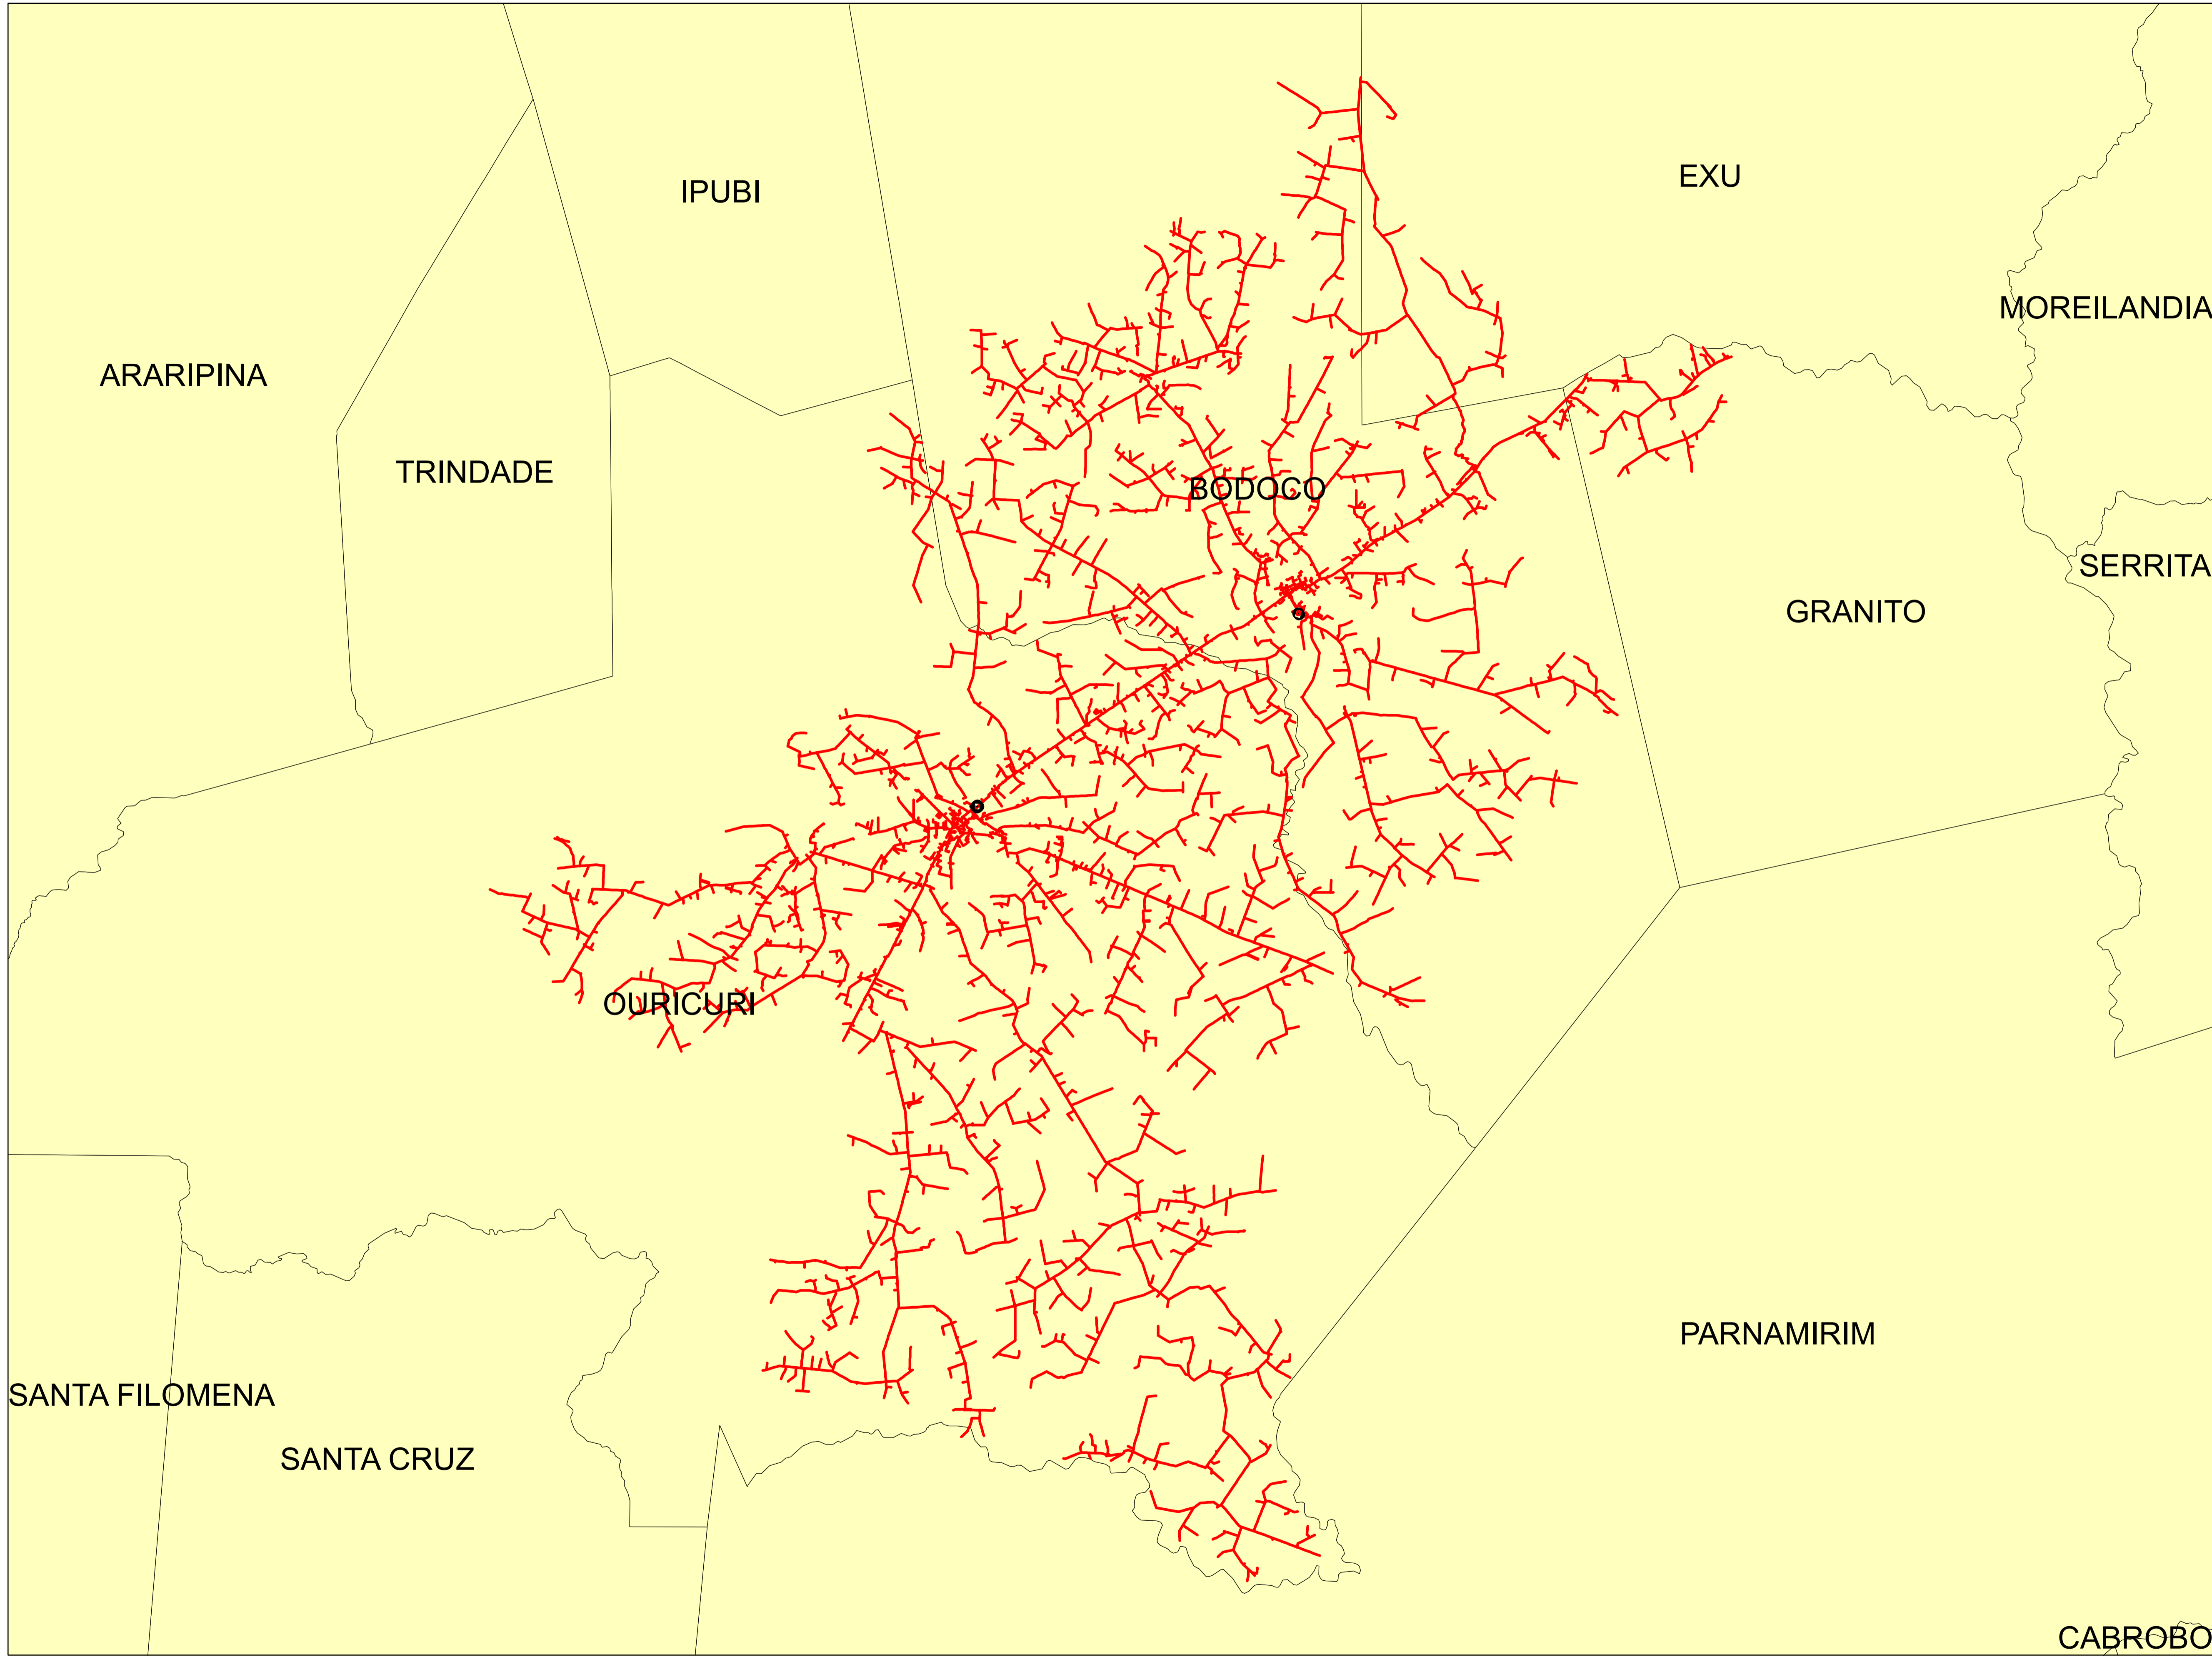 EXU
IPUBI
MOREILANDIA
ARARIPINA
TRINDADE
BODOCO
SERRITA
GRANITO
OURICURI
PARNAMIRIM
SANTA FILOMENA
SANTA CRUZ
CABROBO